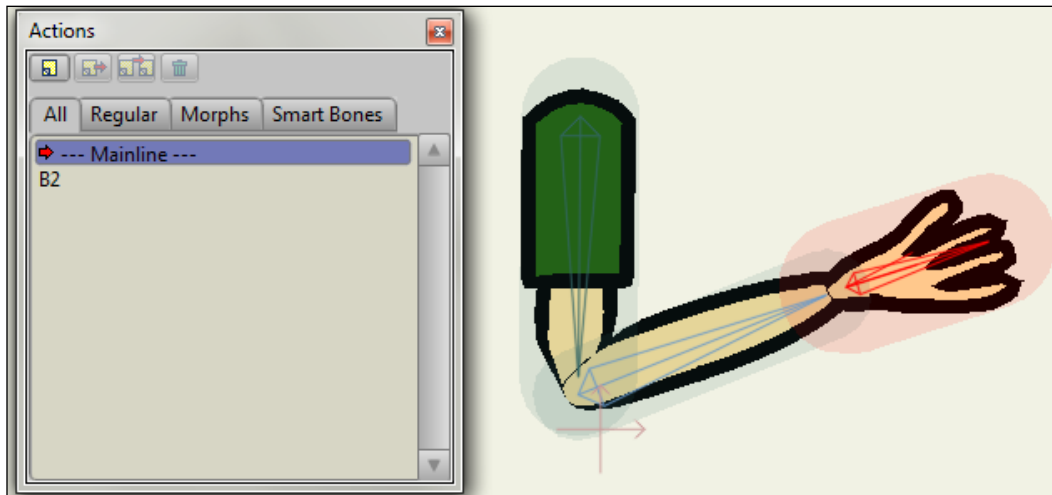 Actions
All Regular Morphs Smart Bones
--- Mainline ---
B2